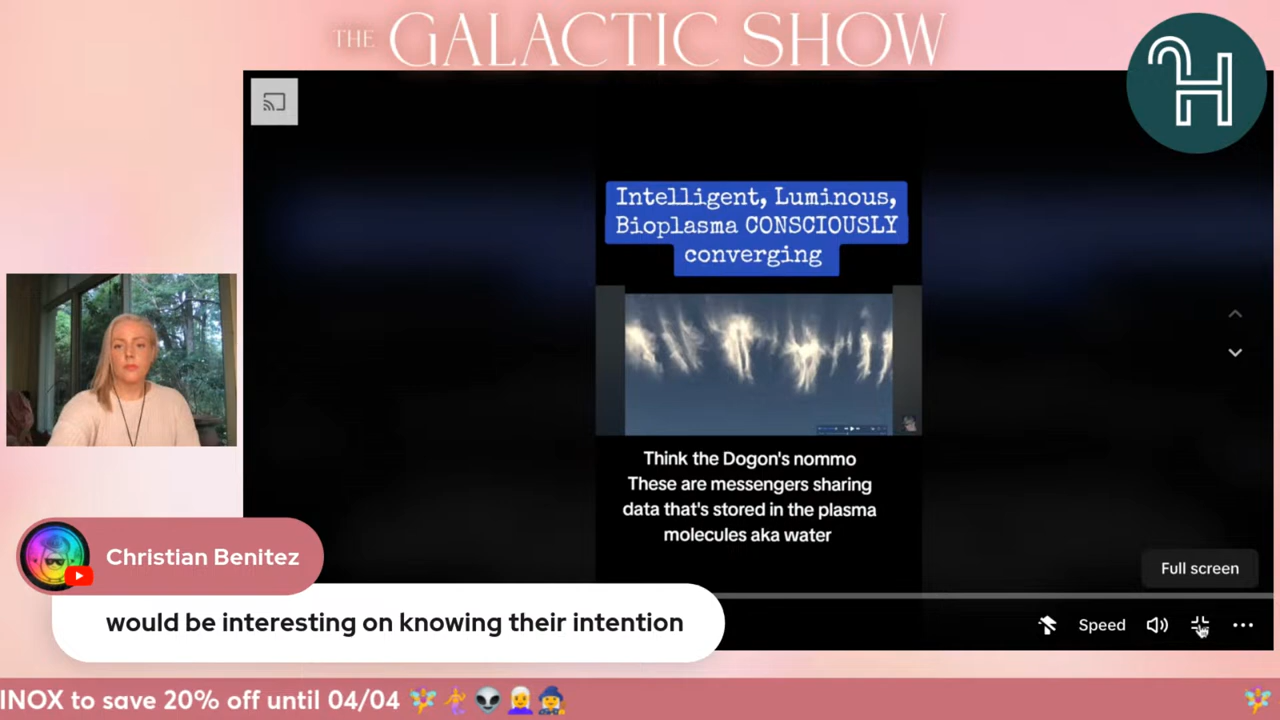 THE GALACTIC SHOW
H
Intelligent, Luminous,
Bioplasma CONSCIOUSLY
converging
Think the Dogon's nommo
These are messengers sharing
data that's stored in the plasma
molecules aka water
Full screen
Speed
Christian Benitez
would be interesting on knowing their intention
INOX to save 20% off until 04/04 🧚🧜‍♀️👽👩‍🦳🧙‍♀️ 🧚